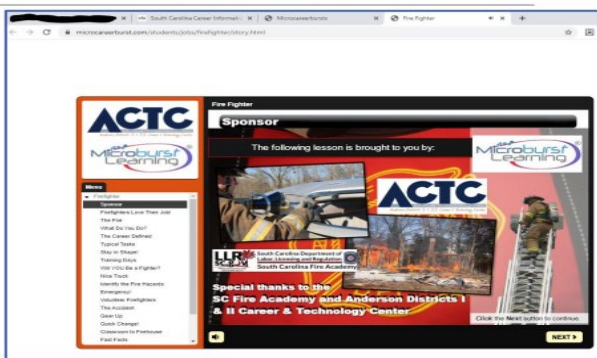 South Carolina Career Informati
Microcareerbursts
Fire Fighter
microcareerburst.com/students/jobs/firefighter/story.html
ACTC
Microburst
Learning
Menu
Firefighter
Sponsor
Firefighters Love Their Job!
The Fire
What Do You Do?
The Career Defined
Typical Tasks
Stay in Shape!
Training Days
Will YOU Be a Fighter?
Nice Truck
Identify the Fire Hazards
Emergency!
Volunteer Firefighters
The Accident
Gear Up
Quick Change!
Classroom to Firehouse
Fast Facts
Fire Fighter
Sponsor
The following lesson is brought to you by:
Microburst
Learning
ACTC
LLR
South Carolina Department of
Labor, Licensing and Regulation
South Carolina Fire Academy
Special thanks to the
SC Fire Academy and Anderson Districts I
& II Career & Technology Center
Click the Next button to continue.
NEXT